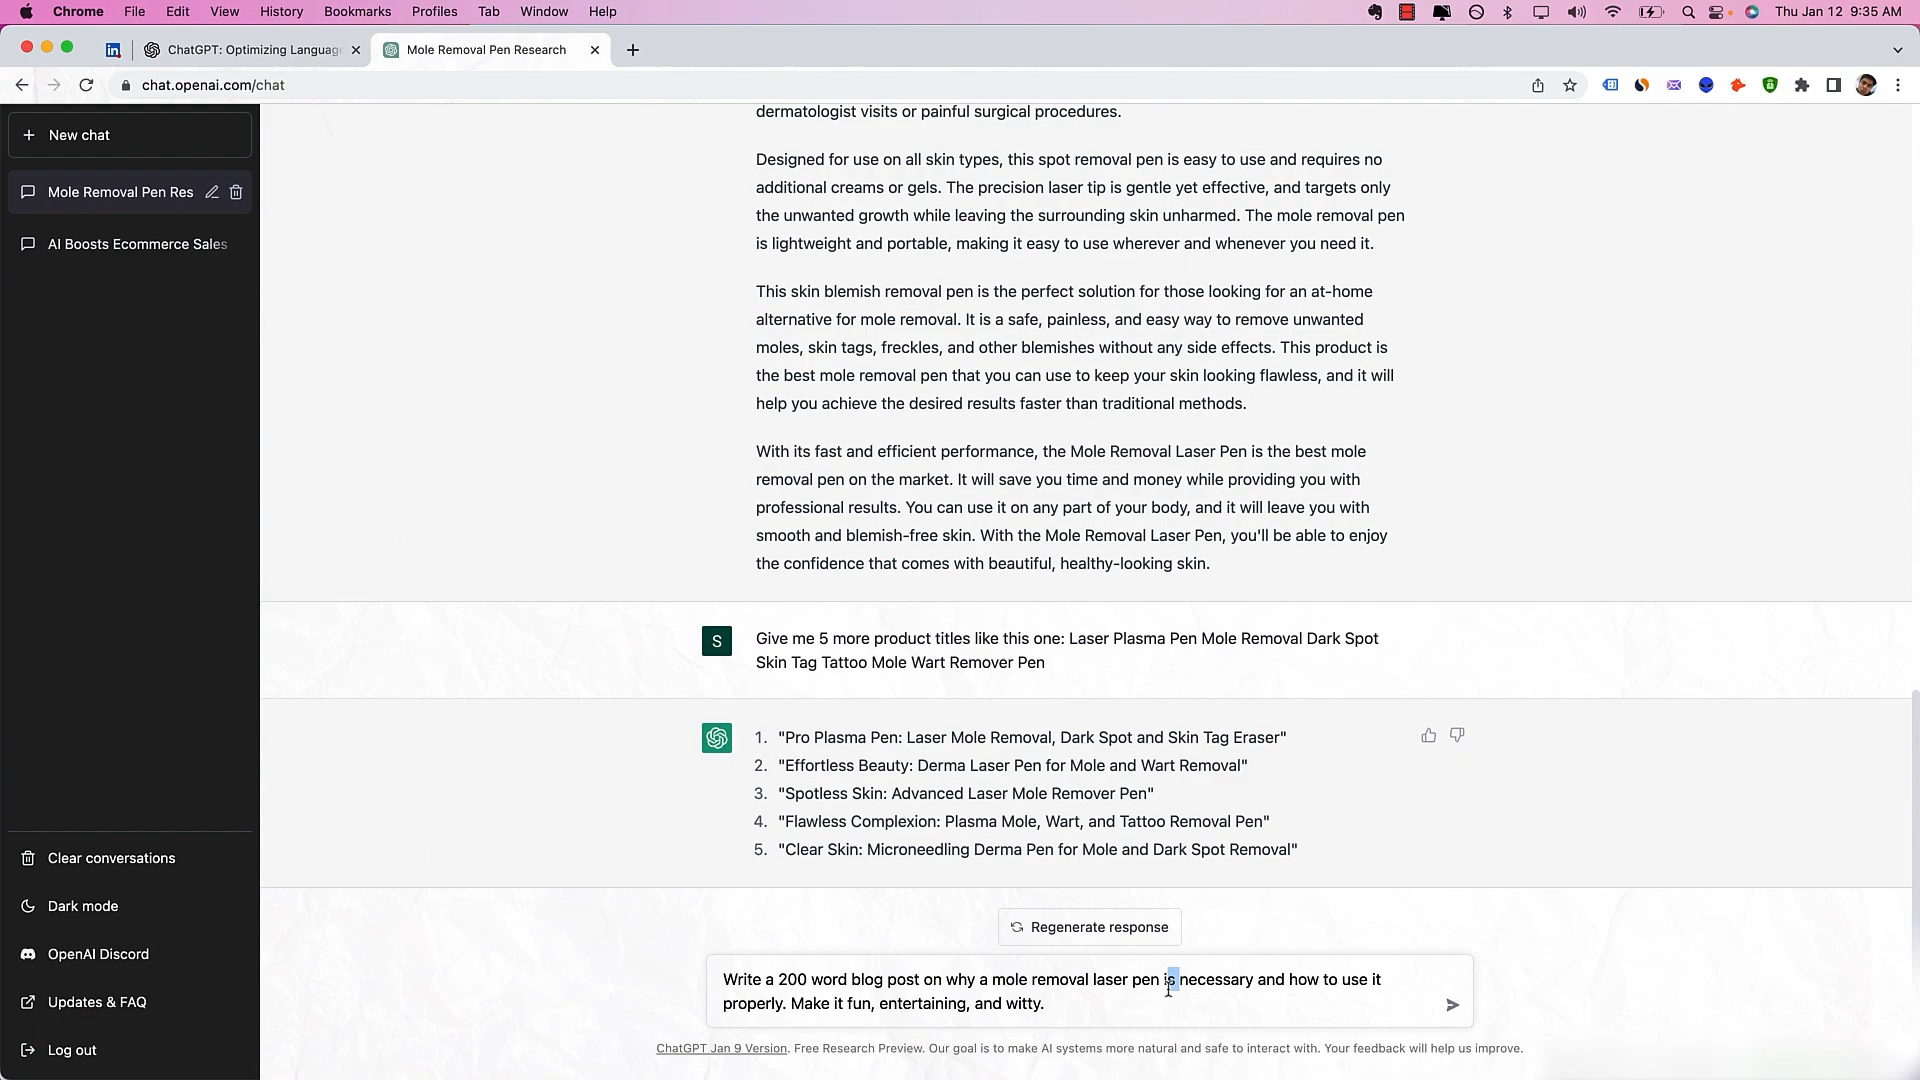 Chrome File Edit View History Bookmarks Profiles Tab Window Help Thu Jan 12 9:35 AM
ChatGPT: Optimizing Language
Mole Removal Pen Research
chat.openai.com/chat
New chat
Mole Removal Pen Res
AI Boosts Ecommerce Sales
dermatologist visits or painful surgical procedures.
Designed for use on all skin types, this spot removal pen is easy to use and requires no
additional creams or gels. The precision laser tip is gentle yet effective, and targets only
the unwanted growth while leaving the surrounding skin unharmed. The mole removal pen
is lightweight and portable, making it easy to use wherever and whenever you need it.
This skin blemish removal pen is the perfect solution for those looking for an at-home
alternative for mole removal. It is a safe, painless, and easy way to remove unwanted
moles, skin tags, freckles, and other blemishes without any side effects. This product is
the best mole removal pen that you can use to keep your skin looking flawless, and it will
help you achieve the desired results faster than traditional methods.
With its fast and efficient performance, the Mole Removal Laser Pen is the best mole
removal pen on the market. It will save you time and money while providing you with
professional results. You can use it on any part of your body, and it will leave you with
smooth and blemish-free skin. With the Mole Removal Laser Pen, you'll be able to enjoy
the confidence that comes with beautiful, healthy-looking skin.
S
Give me 5 more product titles like this one: Laser Plasma Pen Mole Removal Dark Spot
Skin Tag Tattoo Mole Wart Remover Pen
1. "Pro Plasma Pen: Laser Mole Removal, Dark Spot and Skin Tag Eraser"
2. "Effortless Beauty: Derma Laser Pen for Mole and Wart Removal"
3. "Spotless Skin: Advanced Laser Mole Remover Pen"
4. "Flawless Complexion: Plasma Mole, Wart, and Tattoo Removal Pen"
5. "Clear Skin: Microneedling Derma Pen for Mole and Dark Spot Removal"
Clear conversations
Dark mode
OpenAI Discord
Updates & FAQ
Log out
Regenerate response
Write a 200 word blog post on why a mole removal laser pen is necessary and how to use it
properly. Make it fun, entertaining, and witty.
ChatGPT Jan 9 Version. Free Research Preview. Our goal is to make AI systems more natural and safe to interact with. Your feedback will help us improve.